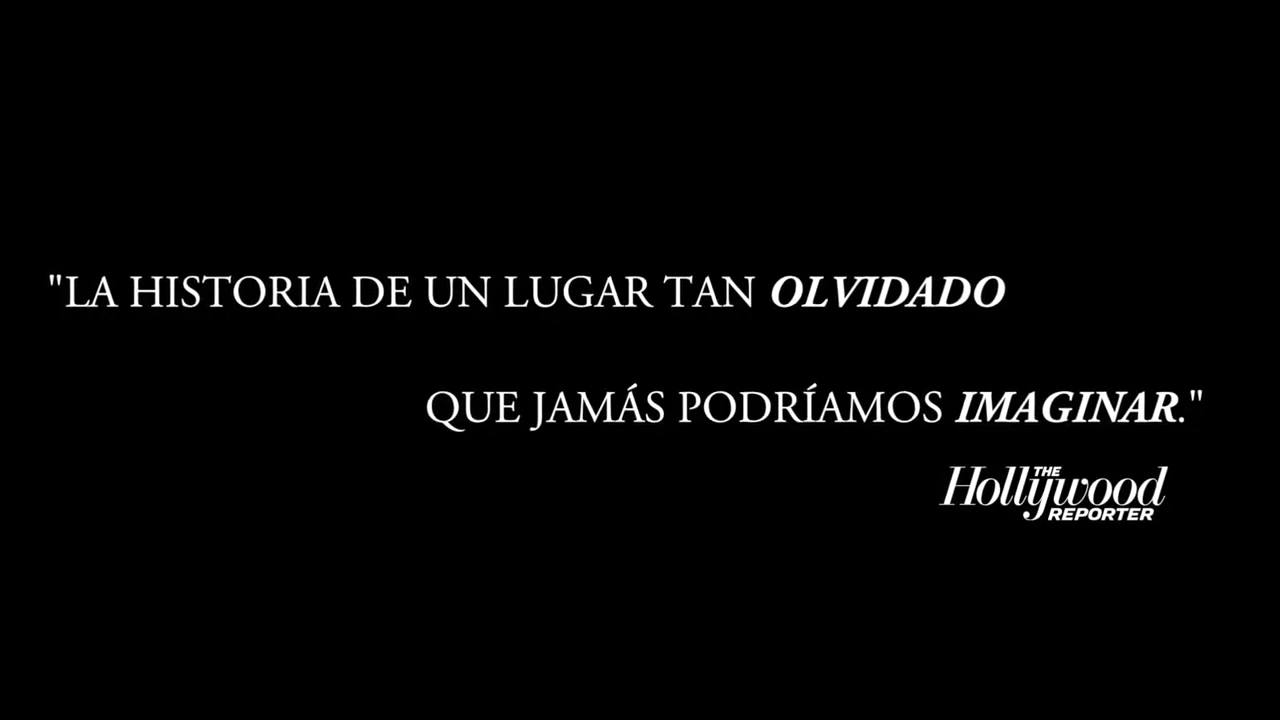 "LA HISTORIA DE UN LUGAR TAN OLVIDADO
QUE JAMÁS PODRÍAMOS IMAGINAR."
THE
Hollywood
REPORTER